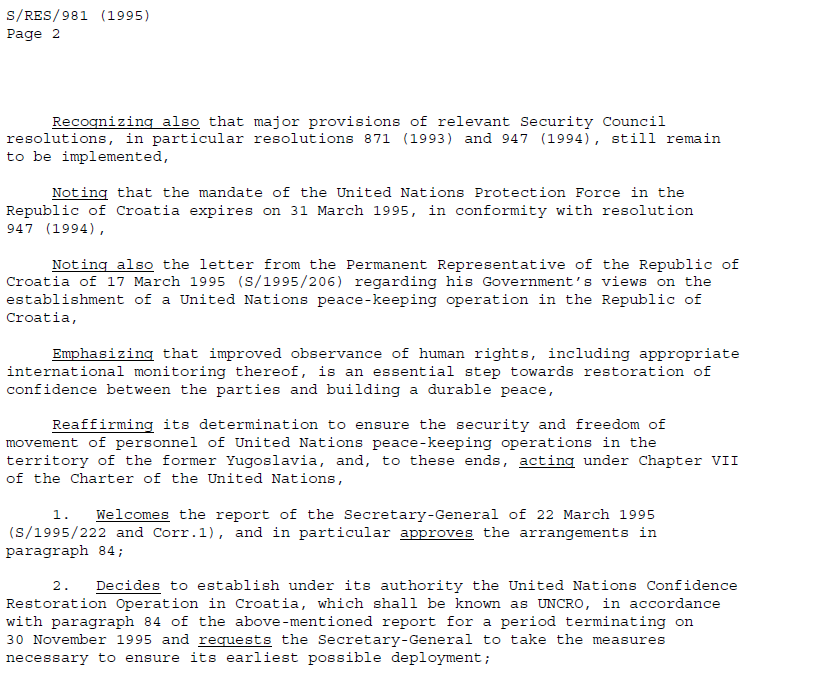 S/RES/981 (1995)
Page 2
Recognizing also that major provisions of relevant Security Council
resolutions, in particular resolutions 871 (1993) and 947 (1994), still remain
to be implemented,
Noting that the mandate of the United Nations Protection Force in the
Republic of Croatia expires on 31 March 1995, in conformity with resolution
947 (1994),
Noting also the letter from the Permanent Representative of the Republic of
Croatia of 17 March 1995 (S/1995/206) regarding his Government's views on the
establishment of a United Nations peace-keeping operation in the Republic of
Croatia,
Emphasizing that improved observance of human rights, including appropriate
international monitoring thereof, is an essential step towards restoration of
confidence between the parties and building a durable peace,
Reaffirming its determination to ensure the security and freedom of
movement of personnel of United Nations peace-keeping operations in the
territory of the former Yugoslavia, and, to these ends, acting under Chapter VII
of the Charter of the United Nations,
1. Welcomes the report of the Secretary-General of 22 March 1995
(S/1995/222 and Corr.1), and in particular approves the arrangements in
paragraph 84;
2. Decides to establish under its authority the United Nations Confidence
Restoration Operation in Croatia, which shall be known as UNCRO, in accordance
with paragraph 84 of the above-mentioned report for a period terminating on
30 November 1995 and requests the Secretary-General to take the measures
necessary to ensure its earliest possible deployment;